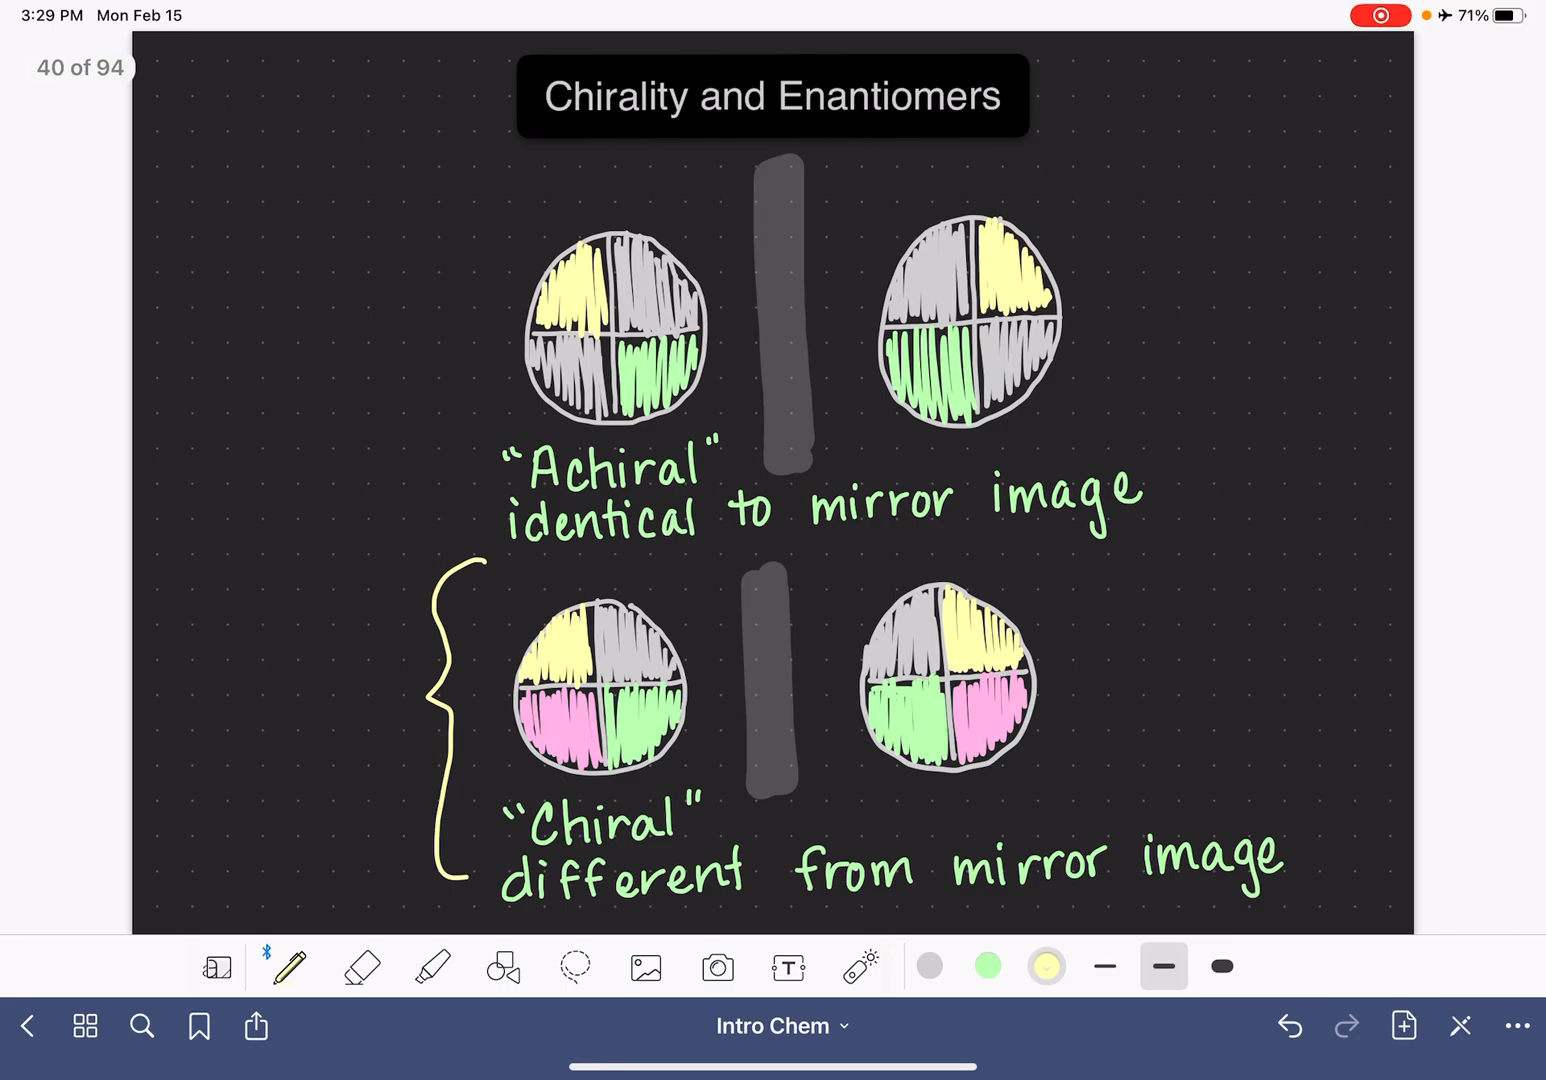 3:29 PM Mon Feb 15
71%
40 of 94
Chirality and Enantiomers
"Achiral"
identical to mirror image
"Chiral"
different from mirror image
Intro Chem